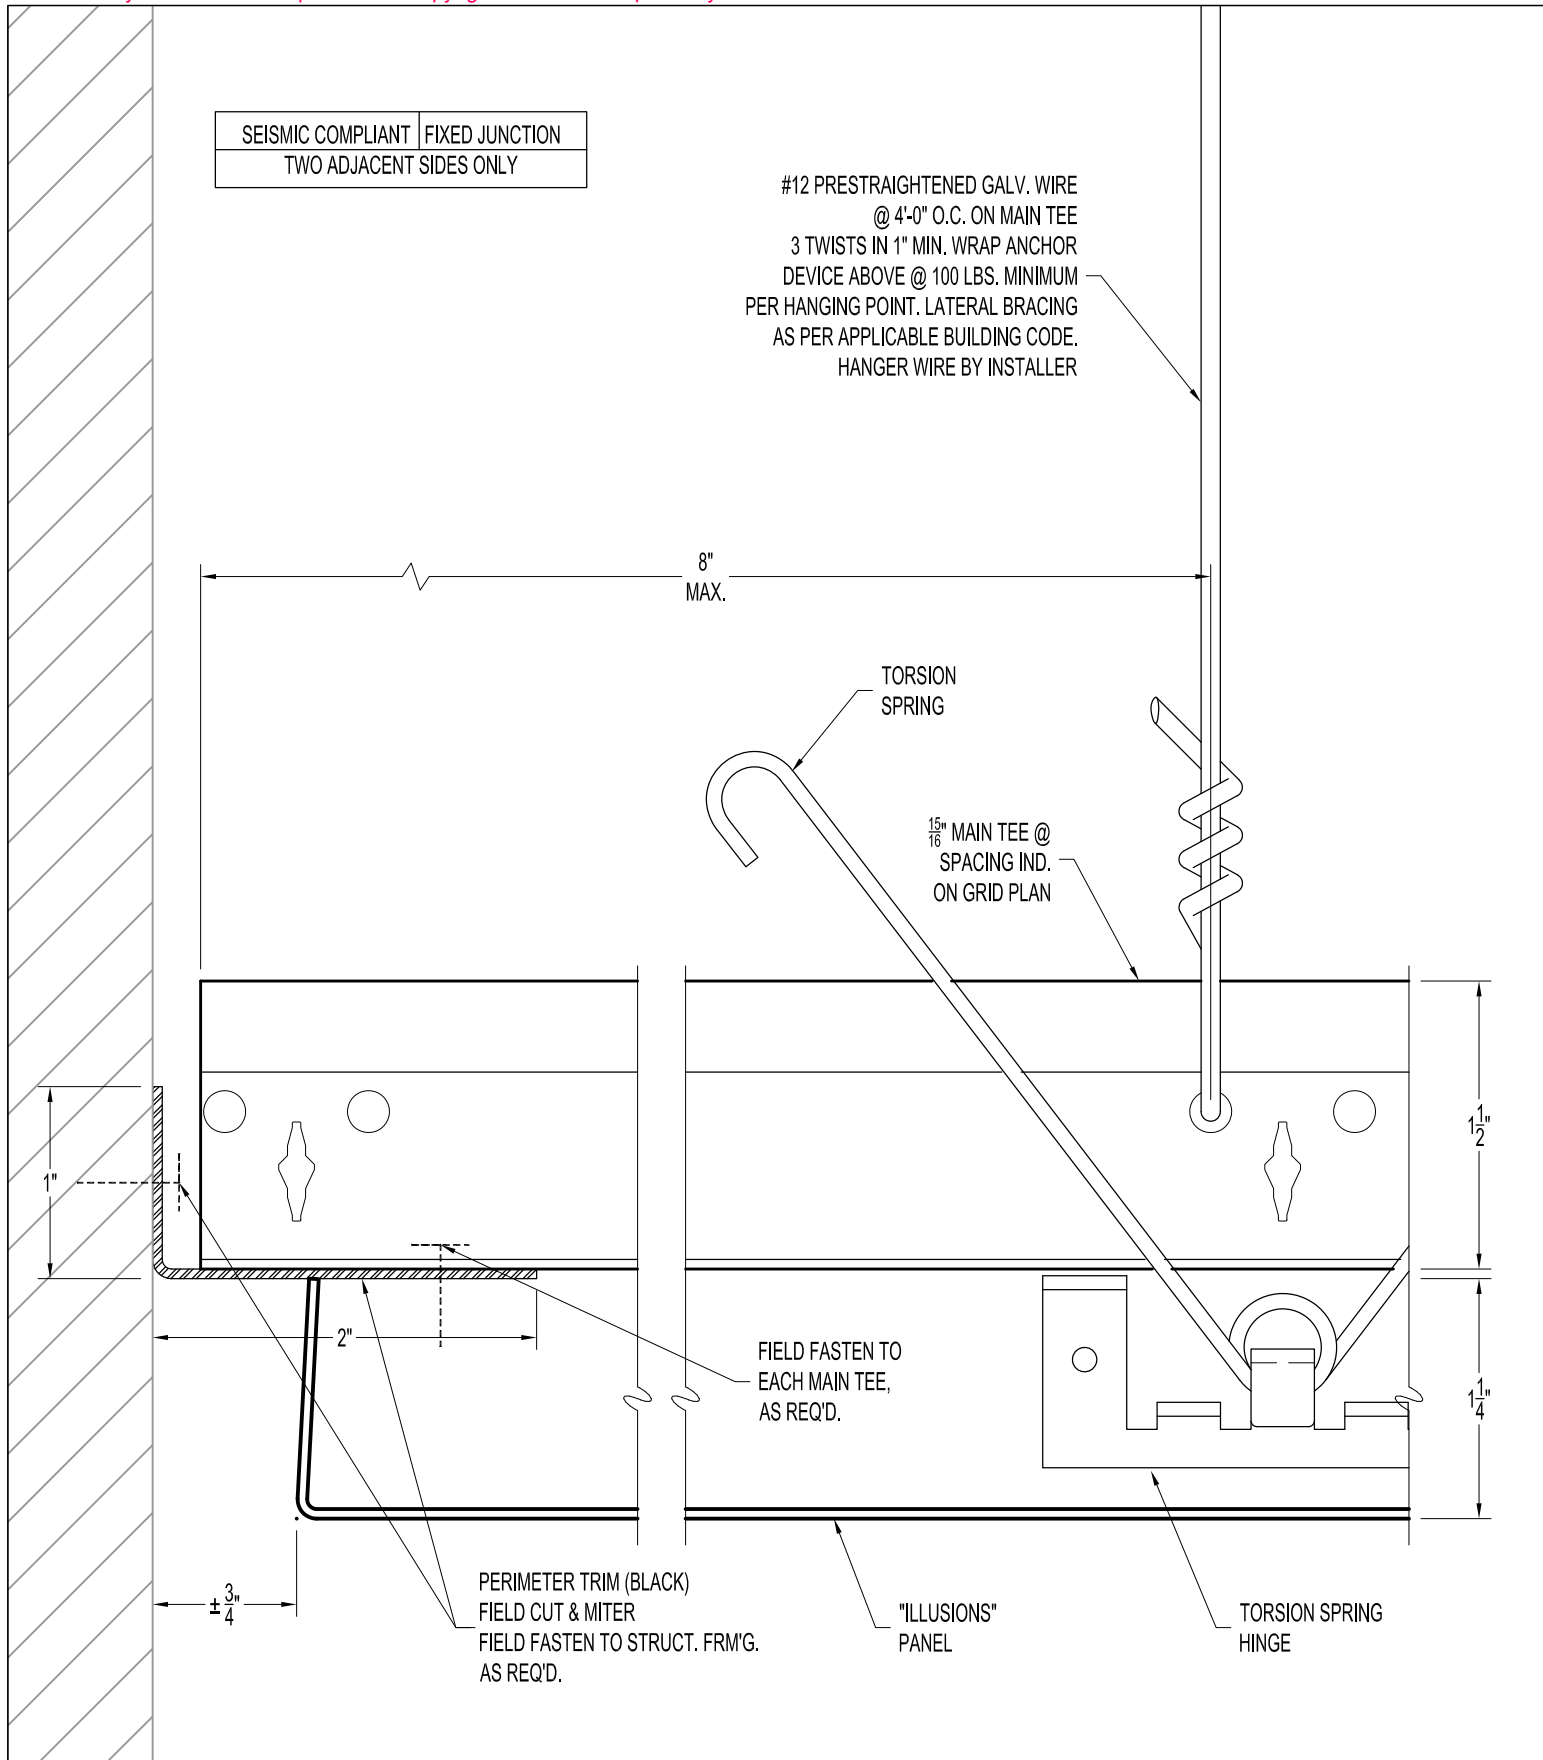 SEISMIC COMPLIANT FIXED JUNCTION
TWO ADJACENT SIDES ONLY
#12 PRESTRAIGHTENED GALV. WIRE
@ 4'-0" O.C. ON MAIN TEE
3 TWISTS IN 1" MIN. WRAP ANCHOR
DEVICE ABOVE @ 100 LBS. MINIMUM
PER HANGING POINT. LATERAL BRACING
AS PER APPLICABLE BUILDING CODE.
HANGER WIRE BY INSTALLER
8"
MAX.
TORSION
SPRING
15/16" MAIN TEE @
SPACING IND.
ON GRID PLAN
1 1/2"
1"
2"
FIELD FASTEN TO
EACH MAIN TEE,
AS REQ'D.
1 1/4"
± 3/4"
PERIMETER TRIM (BLACK)
FIELD CUT & MITER
FIELD FASTEN TO STRUCT. FRM'G.
AS REQ'D.
"ILLUSIONS"
PANEL
TORSION SPRING
HINGE